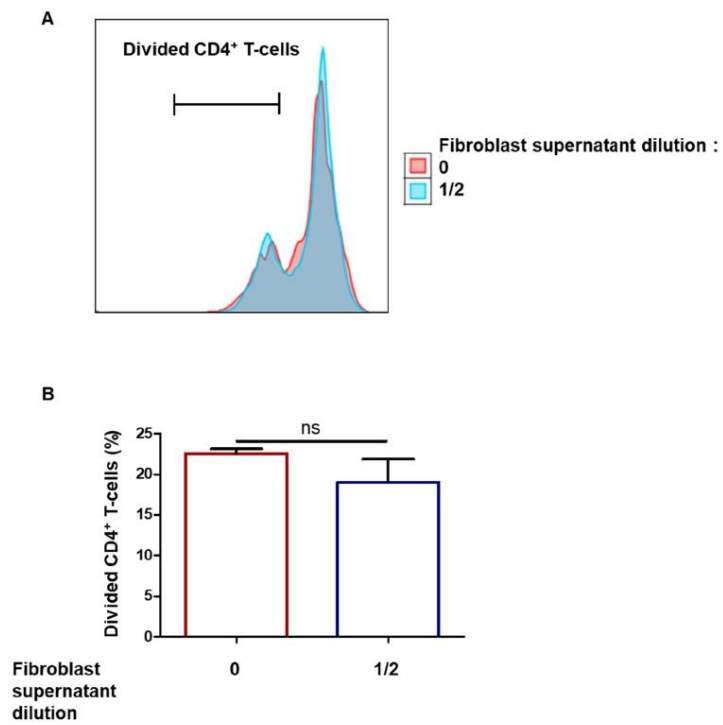 A
Divided CD4⁺ T-cells
Fibroblast supernatant dilution :
0
1/2
B
ns
Divided CD4⁺ T-cells (%)
25
20
15
10
5
0
0
1/2
Fibroblast
supernatant
dilution